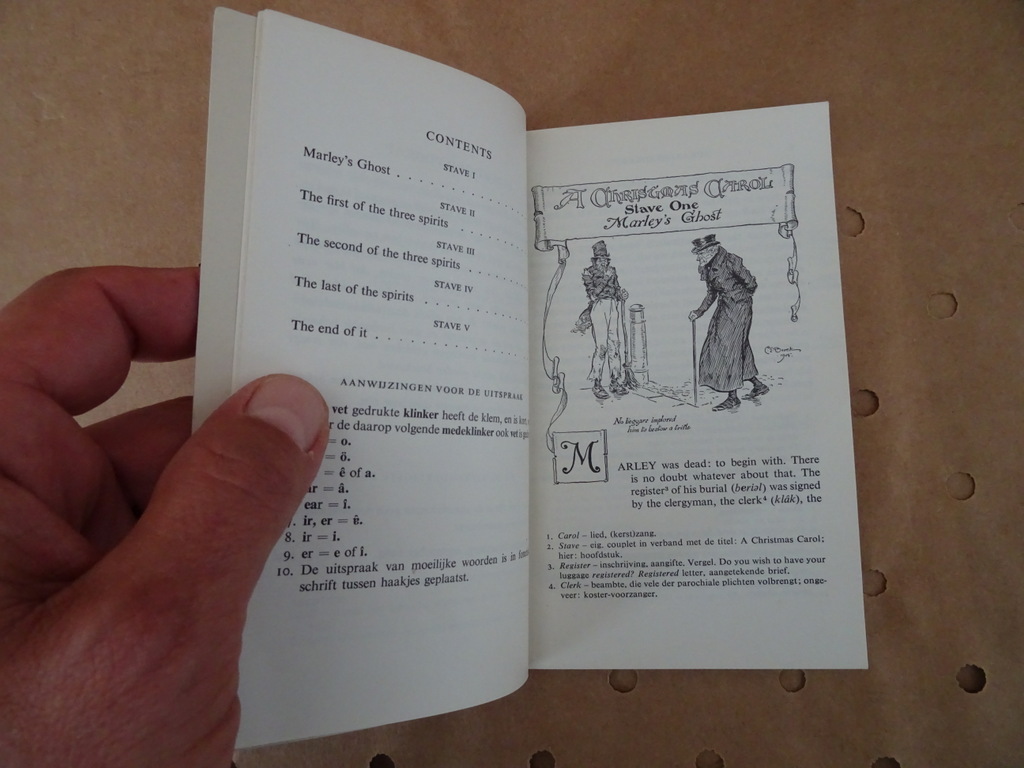 CONTENTS
STAVE I
Marley's Ghost . . . . . . . .
STAVE II
The first of the three spirits . . . . .
STAVE III
The second of the three spirits . . . .
STAVE IV
The last of the spirits . . . . . . .
STAVE V
The end of it . . . . . . . . . .
AANWIJZINGEN VOOR DE UITSPRAAK
vet gedrukte klinker heeft de klem, en is
de daarop volgende medeklinker ook vet
= o.
= ö.
= ê of a.
ar = â.
ear = î.
7. ir, er = ê.
8. ir = i.
9. er = e of î.
10. De uitspraak van moeilijke woorden is in
schrift tussen haakjes geplaatst.
A CHRISTMAS CAROL
Stave One
Marley's Ghost
No beggars implored
him to bestow a trifle
MARLEY was dead: to begin with. There
is no doubt whatever about that. The
register³ of his burial (berial) was signed
by the clergyman, the clerk⁴ (klâk), the
1. Carol – lied, (kerst)zang.
2. Stave – eig. couplet in verband met de titel: A Christmas Carol;
hier: hoofdstuk.
3. Register – inschrijving, aangifte. Vergel. Do you wish to have your
luggage registered? Registered letter, aangetekende brief.
4. Clerk – beambte, die vele der parochiale plichten volbrengt; onge-
veer: koster-voorzanger.